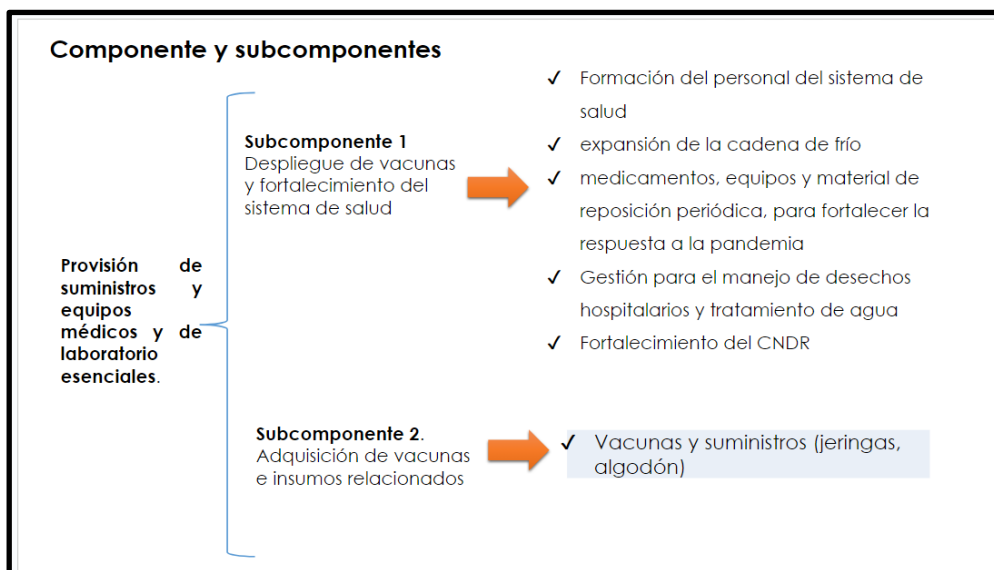 Componente y subcomponentes
Provisión de
suministros y
equipos
médicos y de
laboratorio
esenciales.
Subcomponente 1
Despliegue de vacunas
y fortalecimiento del
sistema de salud
✓ Formación del personal del sistema de
salud
✓ expansión de la cadena de frío
✓ medicamentos, equipos y material de
reposición periódica, para fortalecer la
respuesta a la pandemia
✓ Gestión para el manejo de desechos
hospitalarios y tratamiento de agua
✓ Fortalecimiento del CNDR
Subcomponente 2.
Adquisición de vacunas
e insumos relacionados
✓ Vacunas y suministros (jeringas,
algodón)